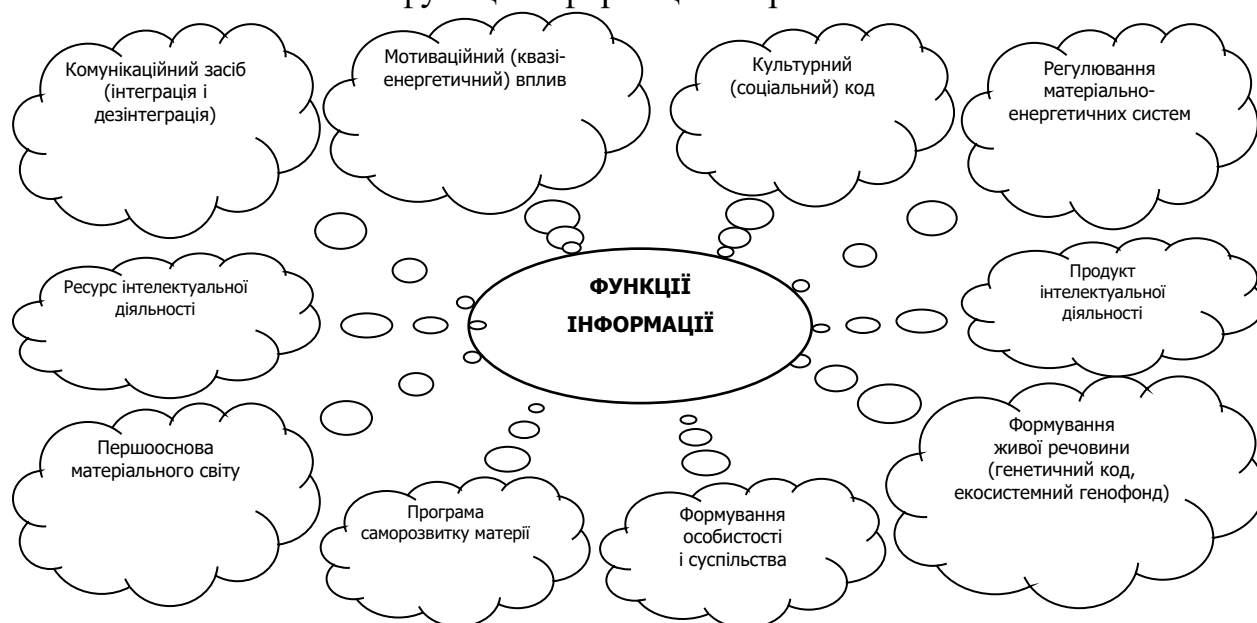 Комунікаційний засіб
(інтеграція і
дезінтеграція)
Мотиваційний (квазі-
енергетичний) вплив
Культурний
(соціальний) код
Регулювання
матеріально-
енергетичних систем
Ресурс інтелектуальної
діяльності
ФУНКЦІЇ
ІНФОРМАЦІЇ
Продукт
інтелектуальної
діяльності
Першооснова
матеріального світу
Програма
саморозвитку матерії
Формування
особистості
і суспільства
Формування
живої речовини
(генетичний код,
екосистемний генофонд)